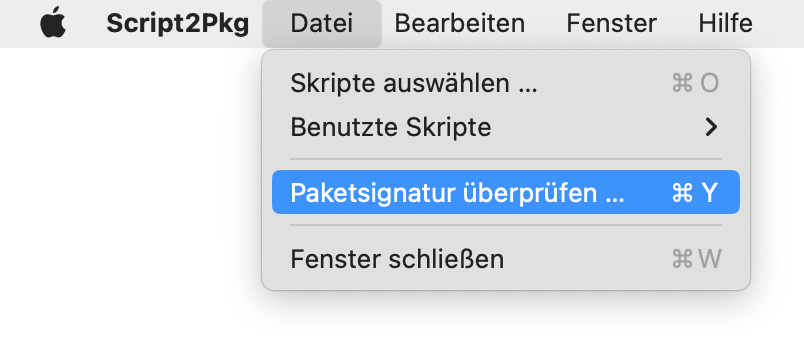 Script2Pkg Datei Bearbeiten Fenster Hilfe
Skripte auswählen ... ⌘ O
Benutzte Skripte
Paketsignatur überprüfen ... ⌘ Y
Fenster schließen ⌘ W